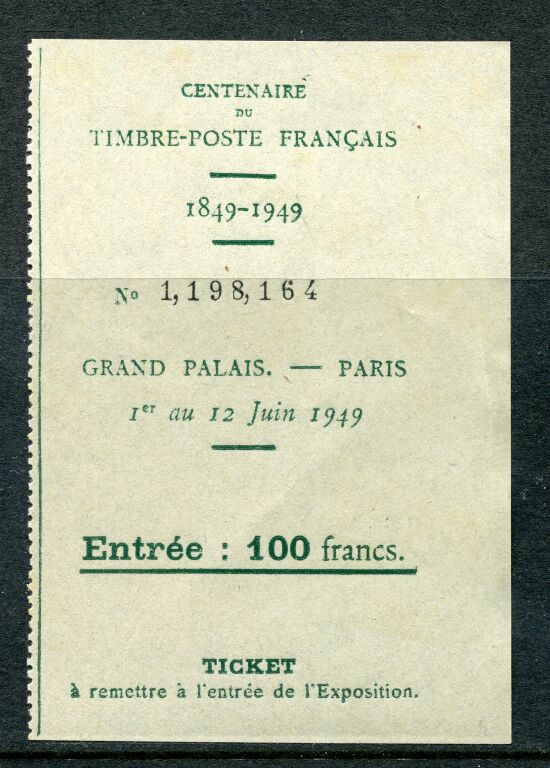 CENTENAIRE
DU
TIMBRE-POSTE FRANÇAIS
1849-1949
No 1,198,164
GRAND PALAIS. — PARIS
1er au 12 Juin 1949
Entrée : 100 francs.
TICKET
à remettre à l'entrée de l'Exposition.